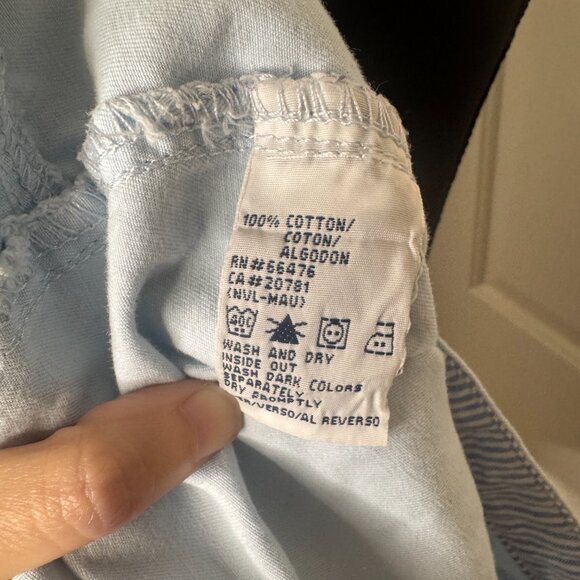 100% COTTON/
COTON/
ALGODON
RN#66476
CA#20781
(NVL-MAU)
40C
WASH AND DRY
INSIDE OUT
WASH DARK COLORS
SEPARATELY
DRY PROMPTLY
/VERSO/AL REVERSO